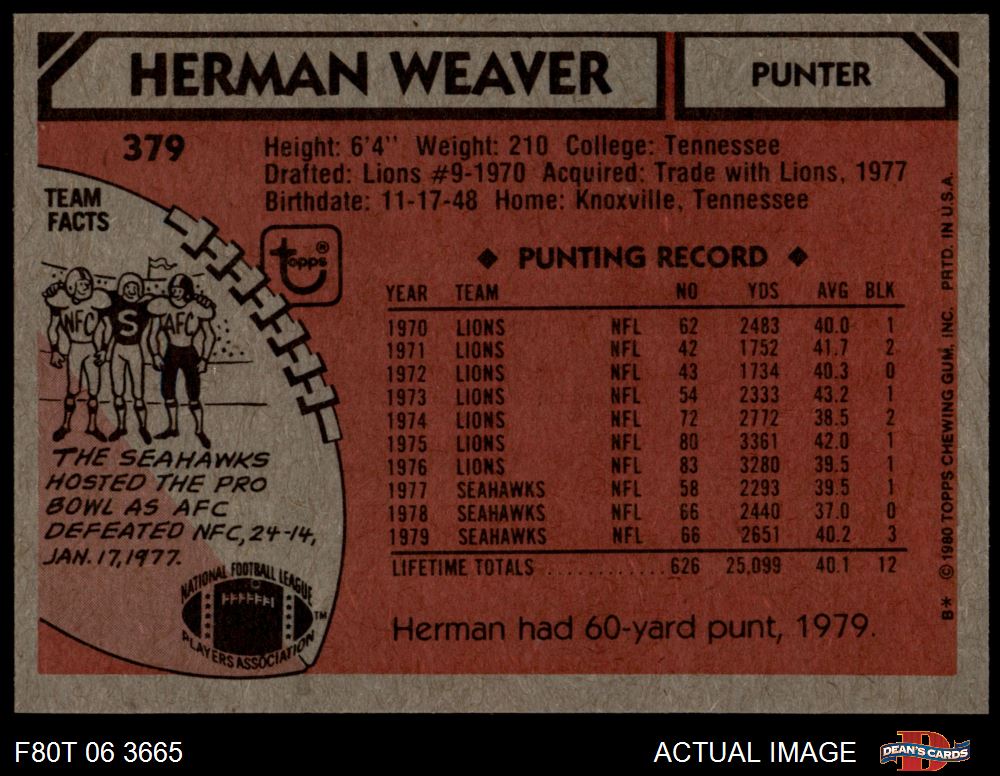 HERMAN WEAVER
PUNTER
379
Height: 6'4" Weight: 210 College: Tennessee
Drafted: Lions #9-1970 Acquired: Trade with Lions, 1977
Birthdate: 11-17-48 Home: Knoxville, Tennessee
TEAM
FACTS
NFC S AFC
THE SEAHAWKS
HOSTED THE PRO
BOWL AS AFC
DEFEATED NFC, 24-14,
JAN. 17, 1977.
NATIONAL FOOTBALL LEAGUE
PLAYERS ASSOCIATION
TM
topps ®
◆ PUNTING RECORD ◆
YEAR TEAM NO YDS AVG BLK
1970 LIONS NFL 62 2483 40.0 1
1971 LIONS NFL 42 1752 41.7 2
1972 LIONS NFL 43 1734 40.3 0
1973 LIONS NFL 54 2333 43.2 1
1974 LIONS NFL 72 2772 38.5 2
1975 LIONS NFL 80 3361 42.0 1
1976 LIONS NFL 83 3280 39.5 1
1977 SEAHAWKS NFL 58 2293 39.5 1
1978 SEAHAWKS NFL 66 2440 37.0 0
1979 SEAHAWKS NFL 66 2651 40.2 3
LIFETIME TOTALS ............ 626 25,099 40.1 12
Herman had 60-yard punt, 1979.
B* © 1980 TOPPS CHEWING GUM, INC. PRTD. IN U.S.A.
F80T 06 3665
ACTUAL IMAGE
D
DEAN'S CARDS